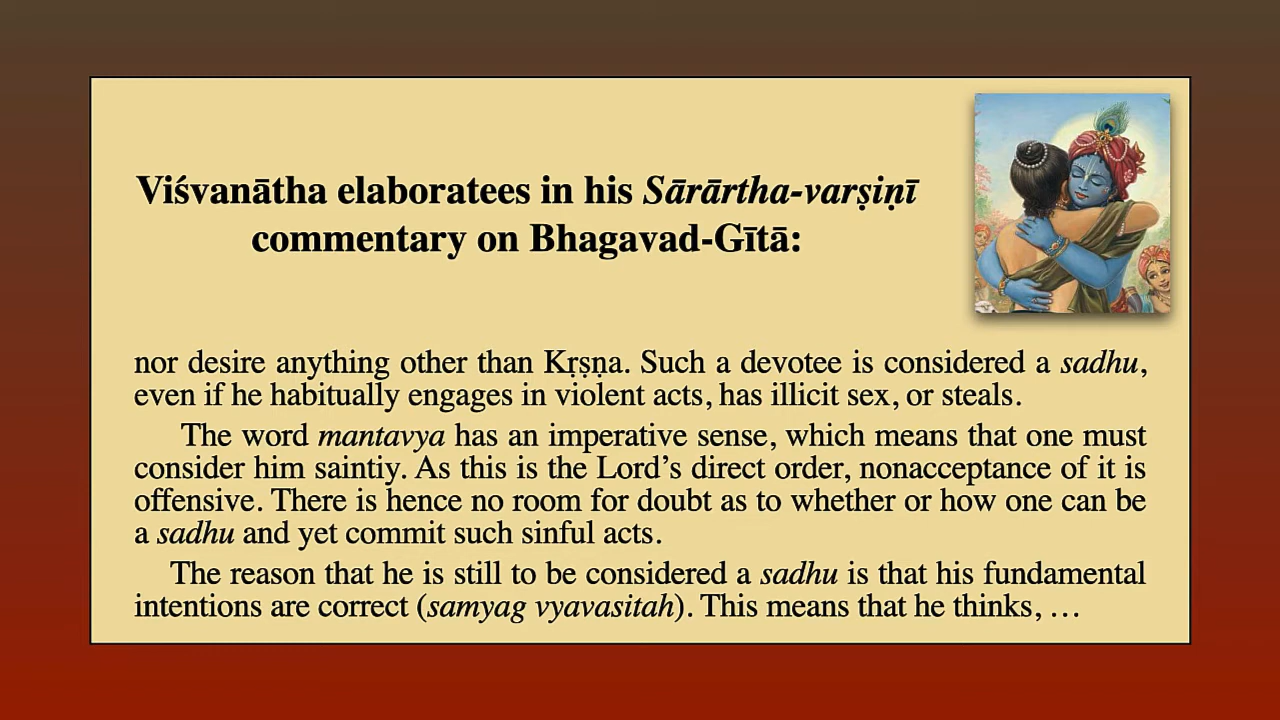 Viśvanātha elaboratees in his Sārārtha-varṣiṇī
commentary on Bhagavad-Gītā:
nor desire anything other than Kṛṣṇa. Such a devotee is considered a sadhu,
even if he habitually engages in violent acts, has illicit sex, or steals.
The word mantavya has an imperative sense, which means that one must
consider him saintiy. As this is the Lord’s direct order, nonacceptance of it is
offensive. There is hence no room for doubt as to whether or how one can be
a sadhu and yet commit such sinful acts.
The reason that he is still to be considered a sadhu is that his fundamental
intentions are correct (samyag vyavasitah). This means that he thinks, …